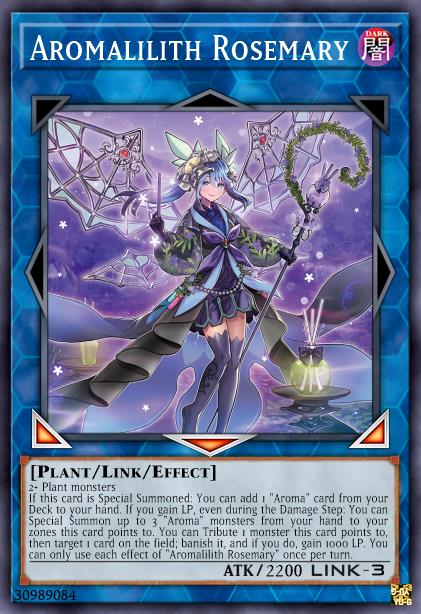 AROMALILITH ROSEMARY
DARK
闇
[PLANT/LINK/EFFECT]
2+ Plant monsters
If this card is Special Summoned: You can add 1 "Aroma" card from your
Deck to your hand. If you gain LP, even during the Damage Step: You can
Special Summon up to 3 "Aroma" monsters from your hand to your
zones this card points to. You can Tribute 1 monster this card points to,
then target 1 card on the field; banish it, and if you do, gain 1000 LP. You
can only use each effect of "Aromalilith Rosemary" once per turn.
ATK/2200 LINK-3
30989084